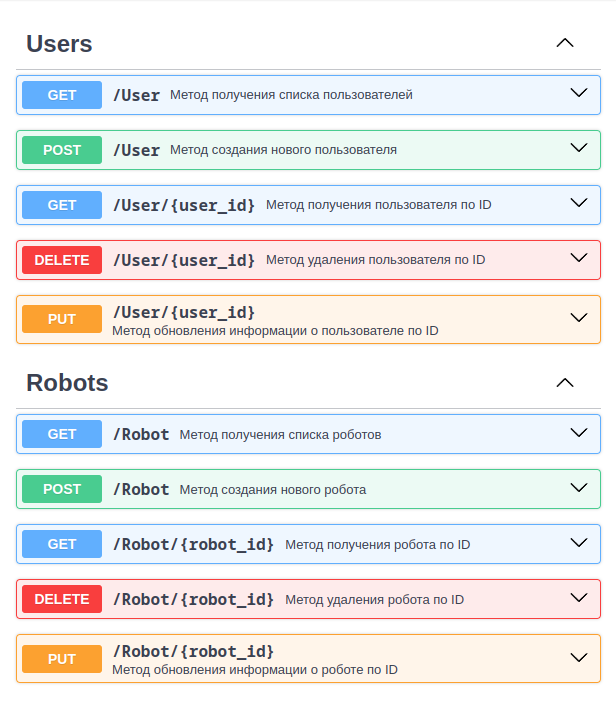 Users
GET /User Метод получения списка пользователей
POST /User Метод создания нового пользователя
GET /User/{user_id} Метод получения пользователя по ID
DELETE /User/{user_id} Метод удаления пользователя по ID
PUT /User/{user_id}
Метод обновления информации о пользователе по ID
Robots
GET /Robot Метод получения списка роботов
POST /Robot Метод создания нового робота
GET /Robot/{robot_id} Метод получения робота по ID
DELETE /Robot/{robot_id} Метод удаления робота по ID
PUT /Robot/{robot_id}
Метод обновления информации о роботе по ID